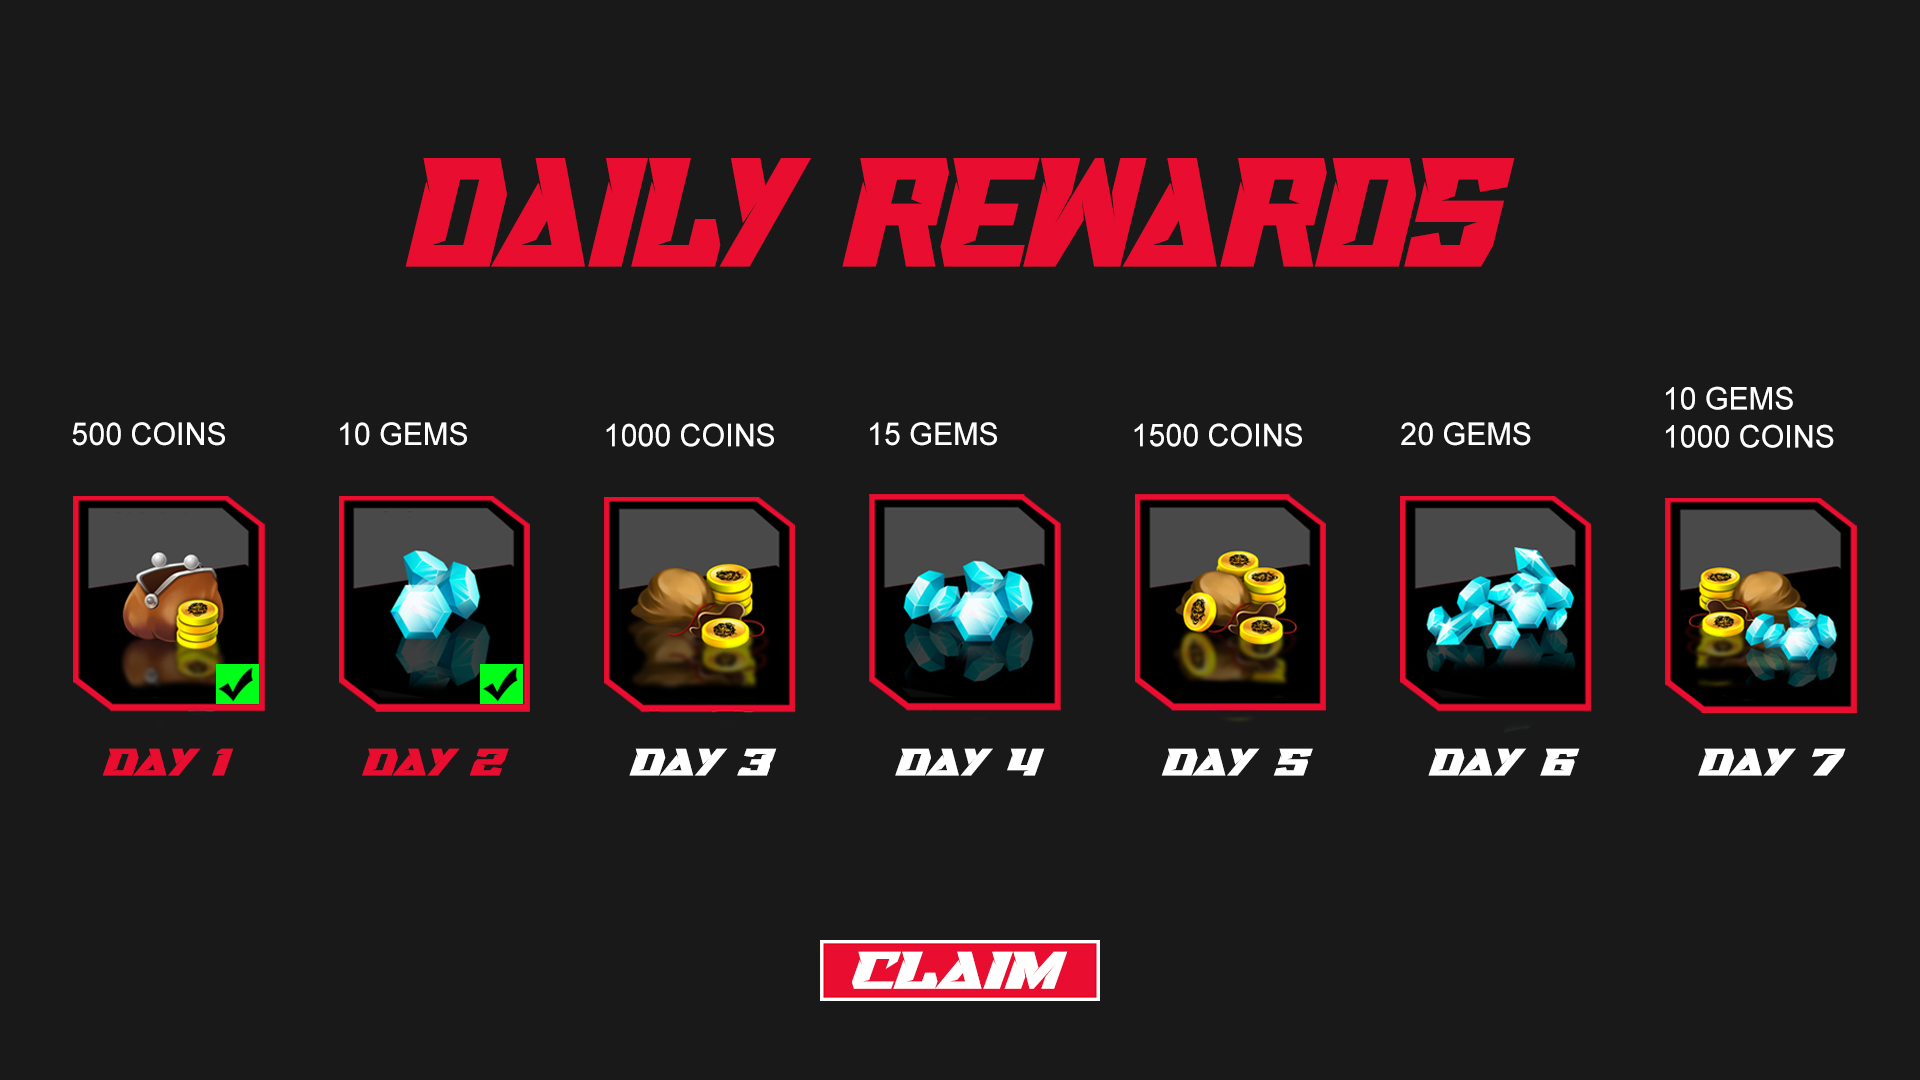 DAILY REWARDS
500 COINS
10 GEMS
1000 COINS
15 GEMS
1500 COINS
20 GEMS
10 GEMS
1000 COINS
DAY 1
DAY 2
DAY 3
DAY 4
DAY 5
DAY 6
DAY 7
CLAIM